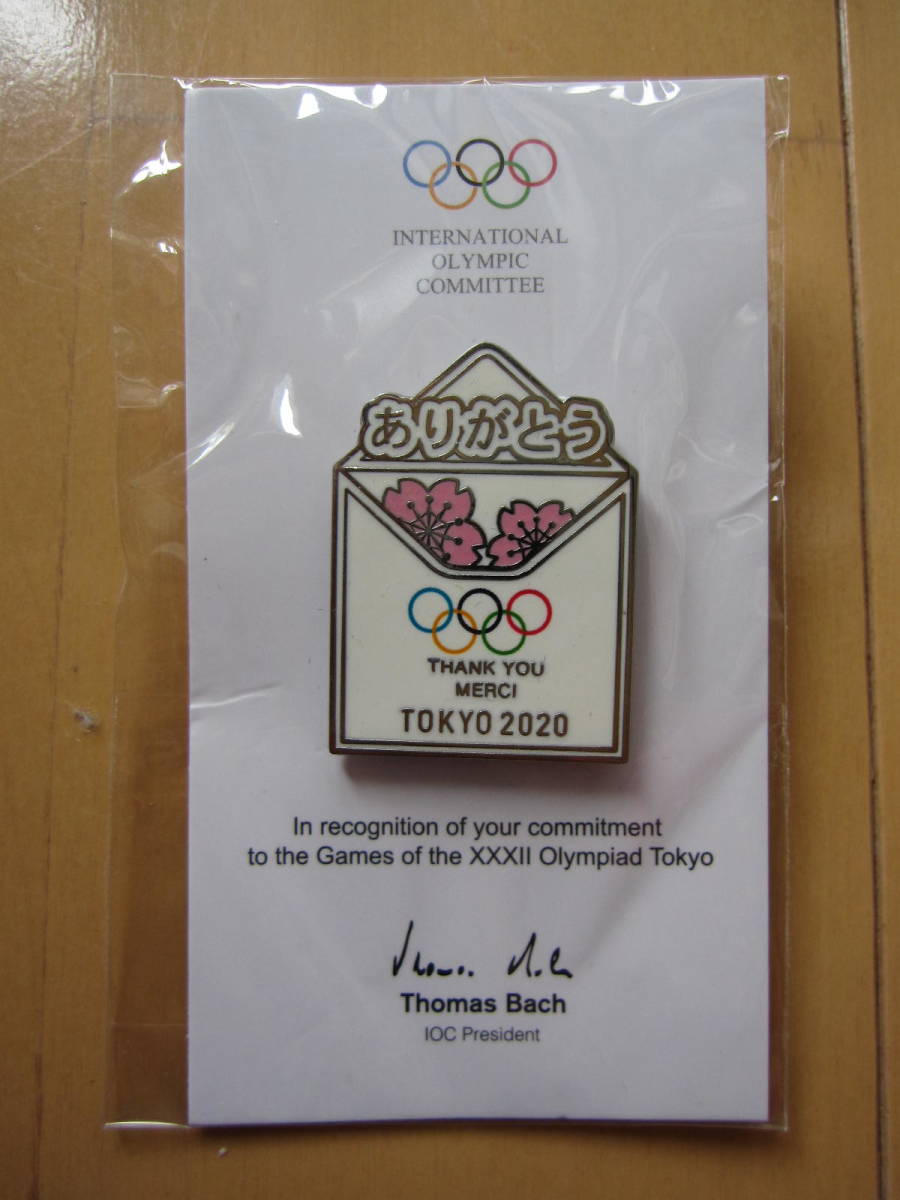 INTERNATIONAL
OLYMPIC
COMMITTEE
ありがとう
THANK YOU
MERCI
TOKYO 2020
In recognition of your commitment
to the Games of the XXXII Olympiad Tokyo
Thomas Bach
IOC President